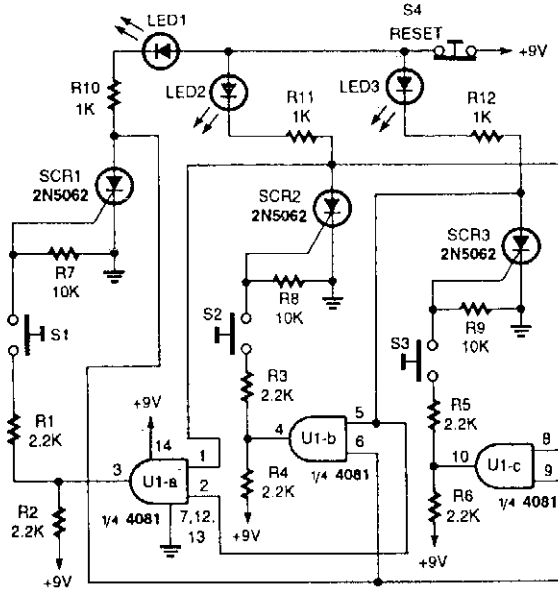 LED1
S4
RESET
+9V
LED2
LED3
R10
1K
R11
1K
R12
1K
SCR1
2N5062
SCR2
2N5062
SCR3
2N5062
R7
10K
R8
10K
R9
10K
S1
S2
S3
R1
2.2K
R3
2.2K
R5
2.2K
+9V
14
1
2
3
U1-a
1/4 4081
7,12,
13
4
U1-b
5
6
1/4 4081
10
U1-c
8
9
1/4 4081
R2
2.2K
R4
2.2K
R6
2.2K
+9V
+9V
+9V